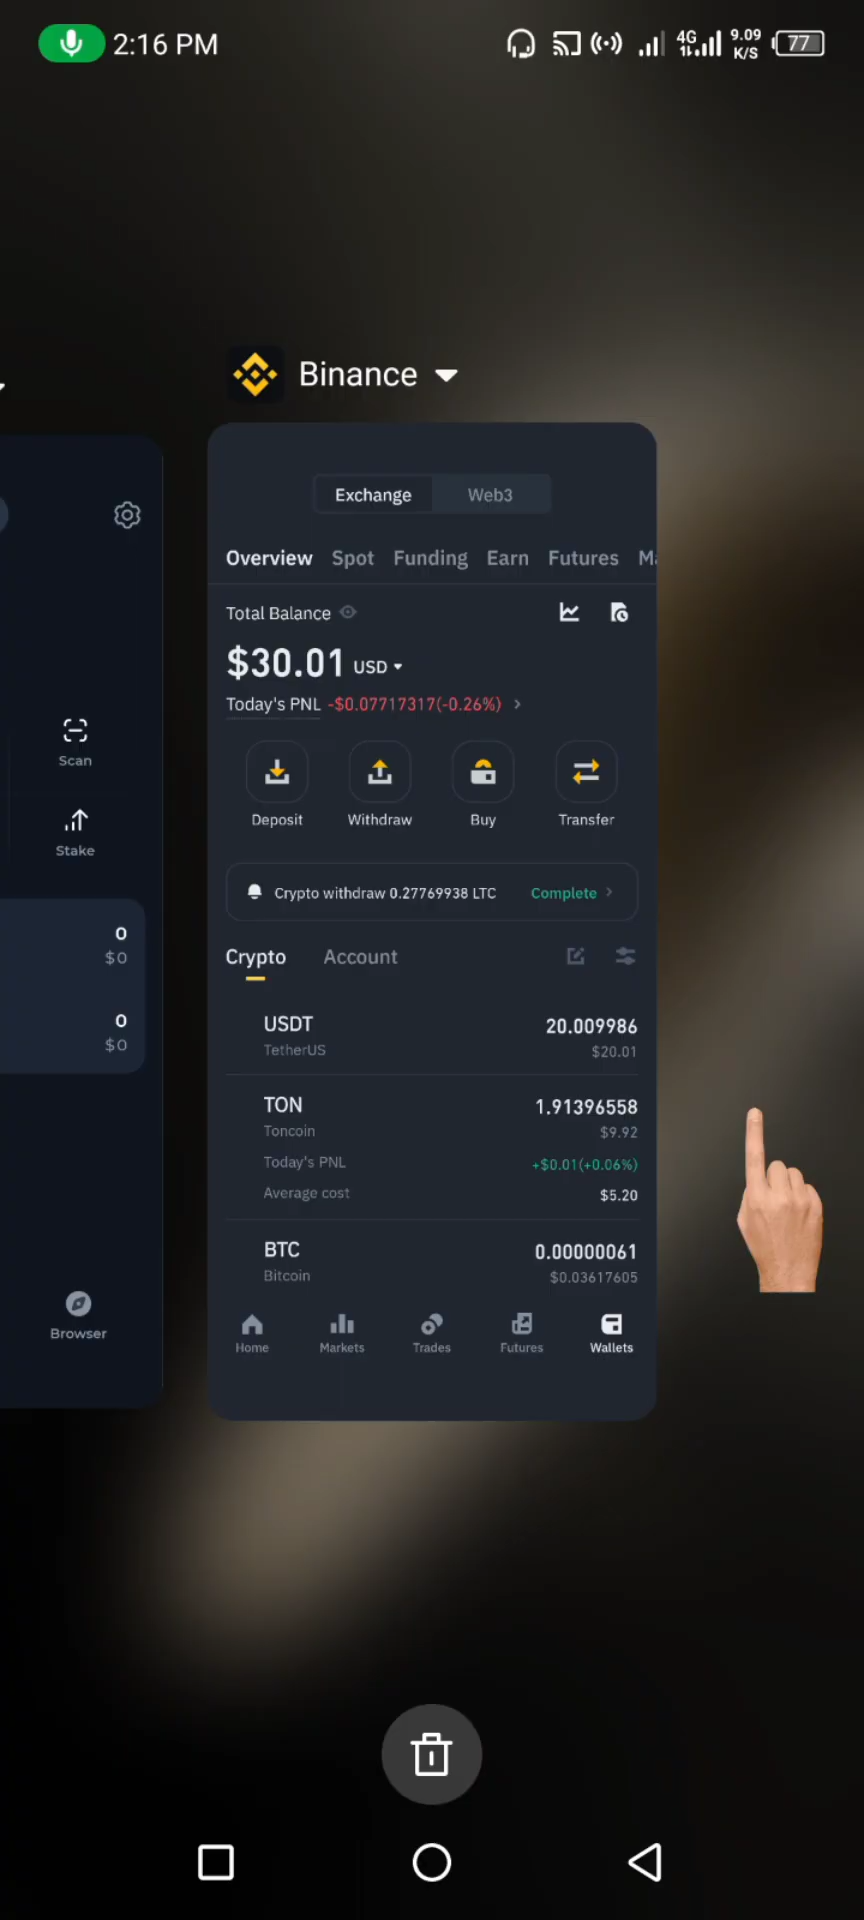 2:16 PM
4G
9.09
K/S
77
Binance
Exchange Web3
Overview Spot Funding Earn Futures
Total Balance
$30.01 USD
Today's PNL -$0.07717317(-0.26%)
Scan
Deposit Withdraw Buy Transfer
Stake
Crypto withdraw 0.27769938 LTC Complete
0
$0
Crypto Account
0
$0
USDT 20.009986
TetherUS $20.01
TON 1.91396558
Toncoin $9.92
Today's PNL +$0.01(+0.06%)
Average cost $5.20
BTC 0.00000061
Bitcoin $0.03617605
Browser
Home Markets Trades Futures Wallets